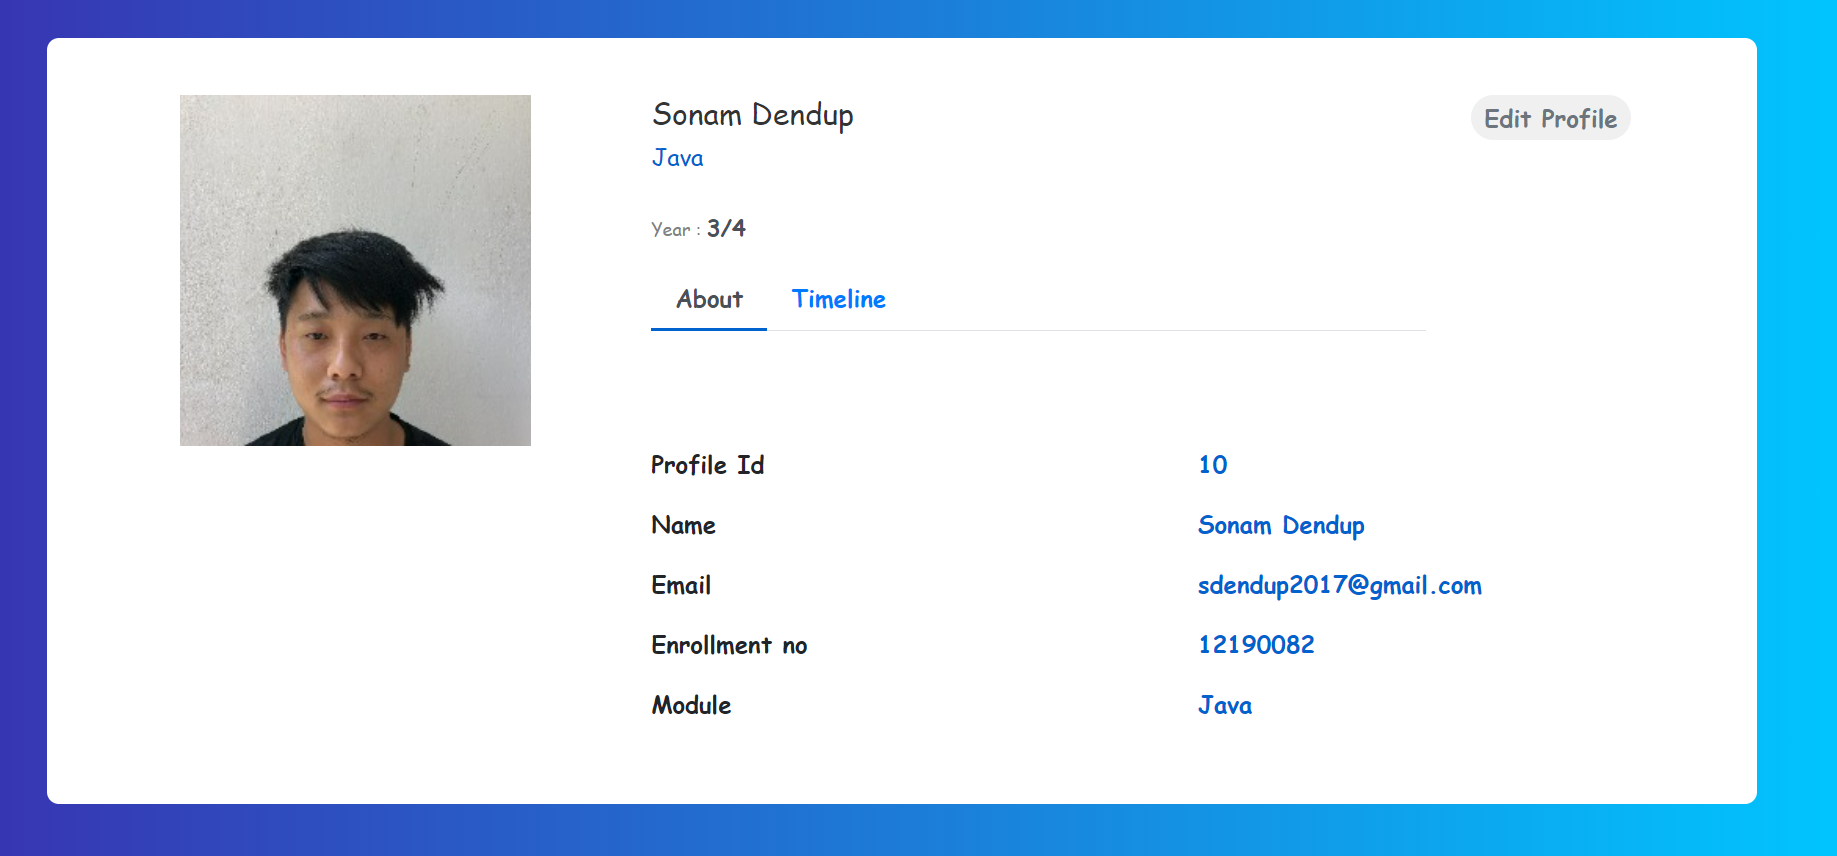 Sonam Dendup
Edit Profile
Java
Year : 3/4
About Timeline
Profile Id 10
Name Sonam Dendup
Email sdendup2017@gmail.com
Enrollment no 12190082
Module Java